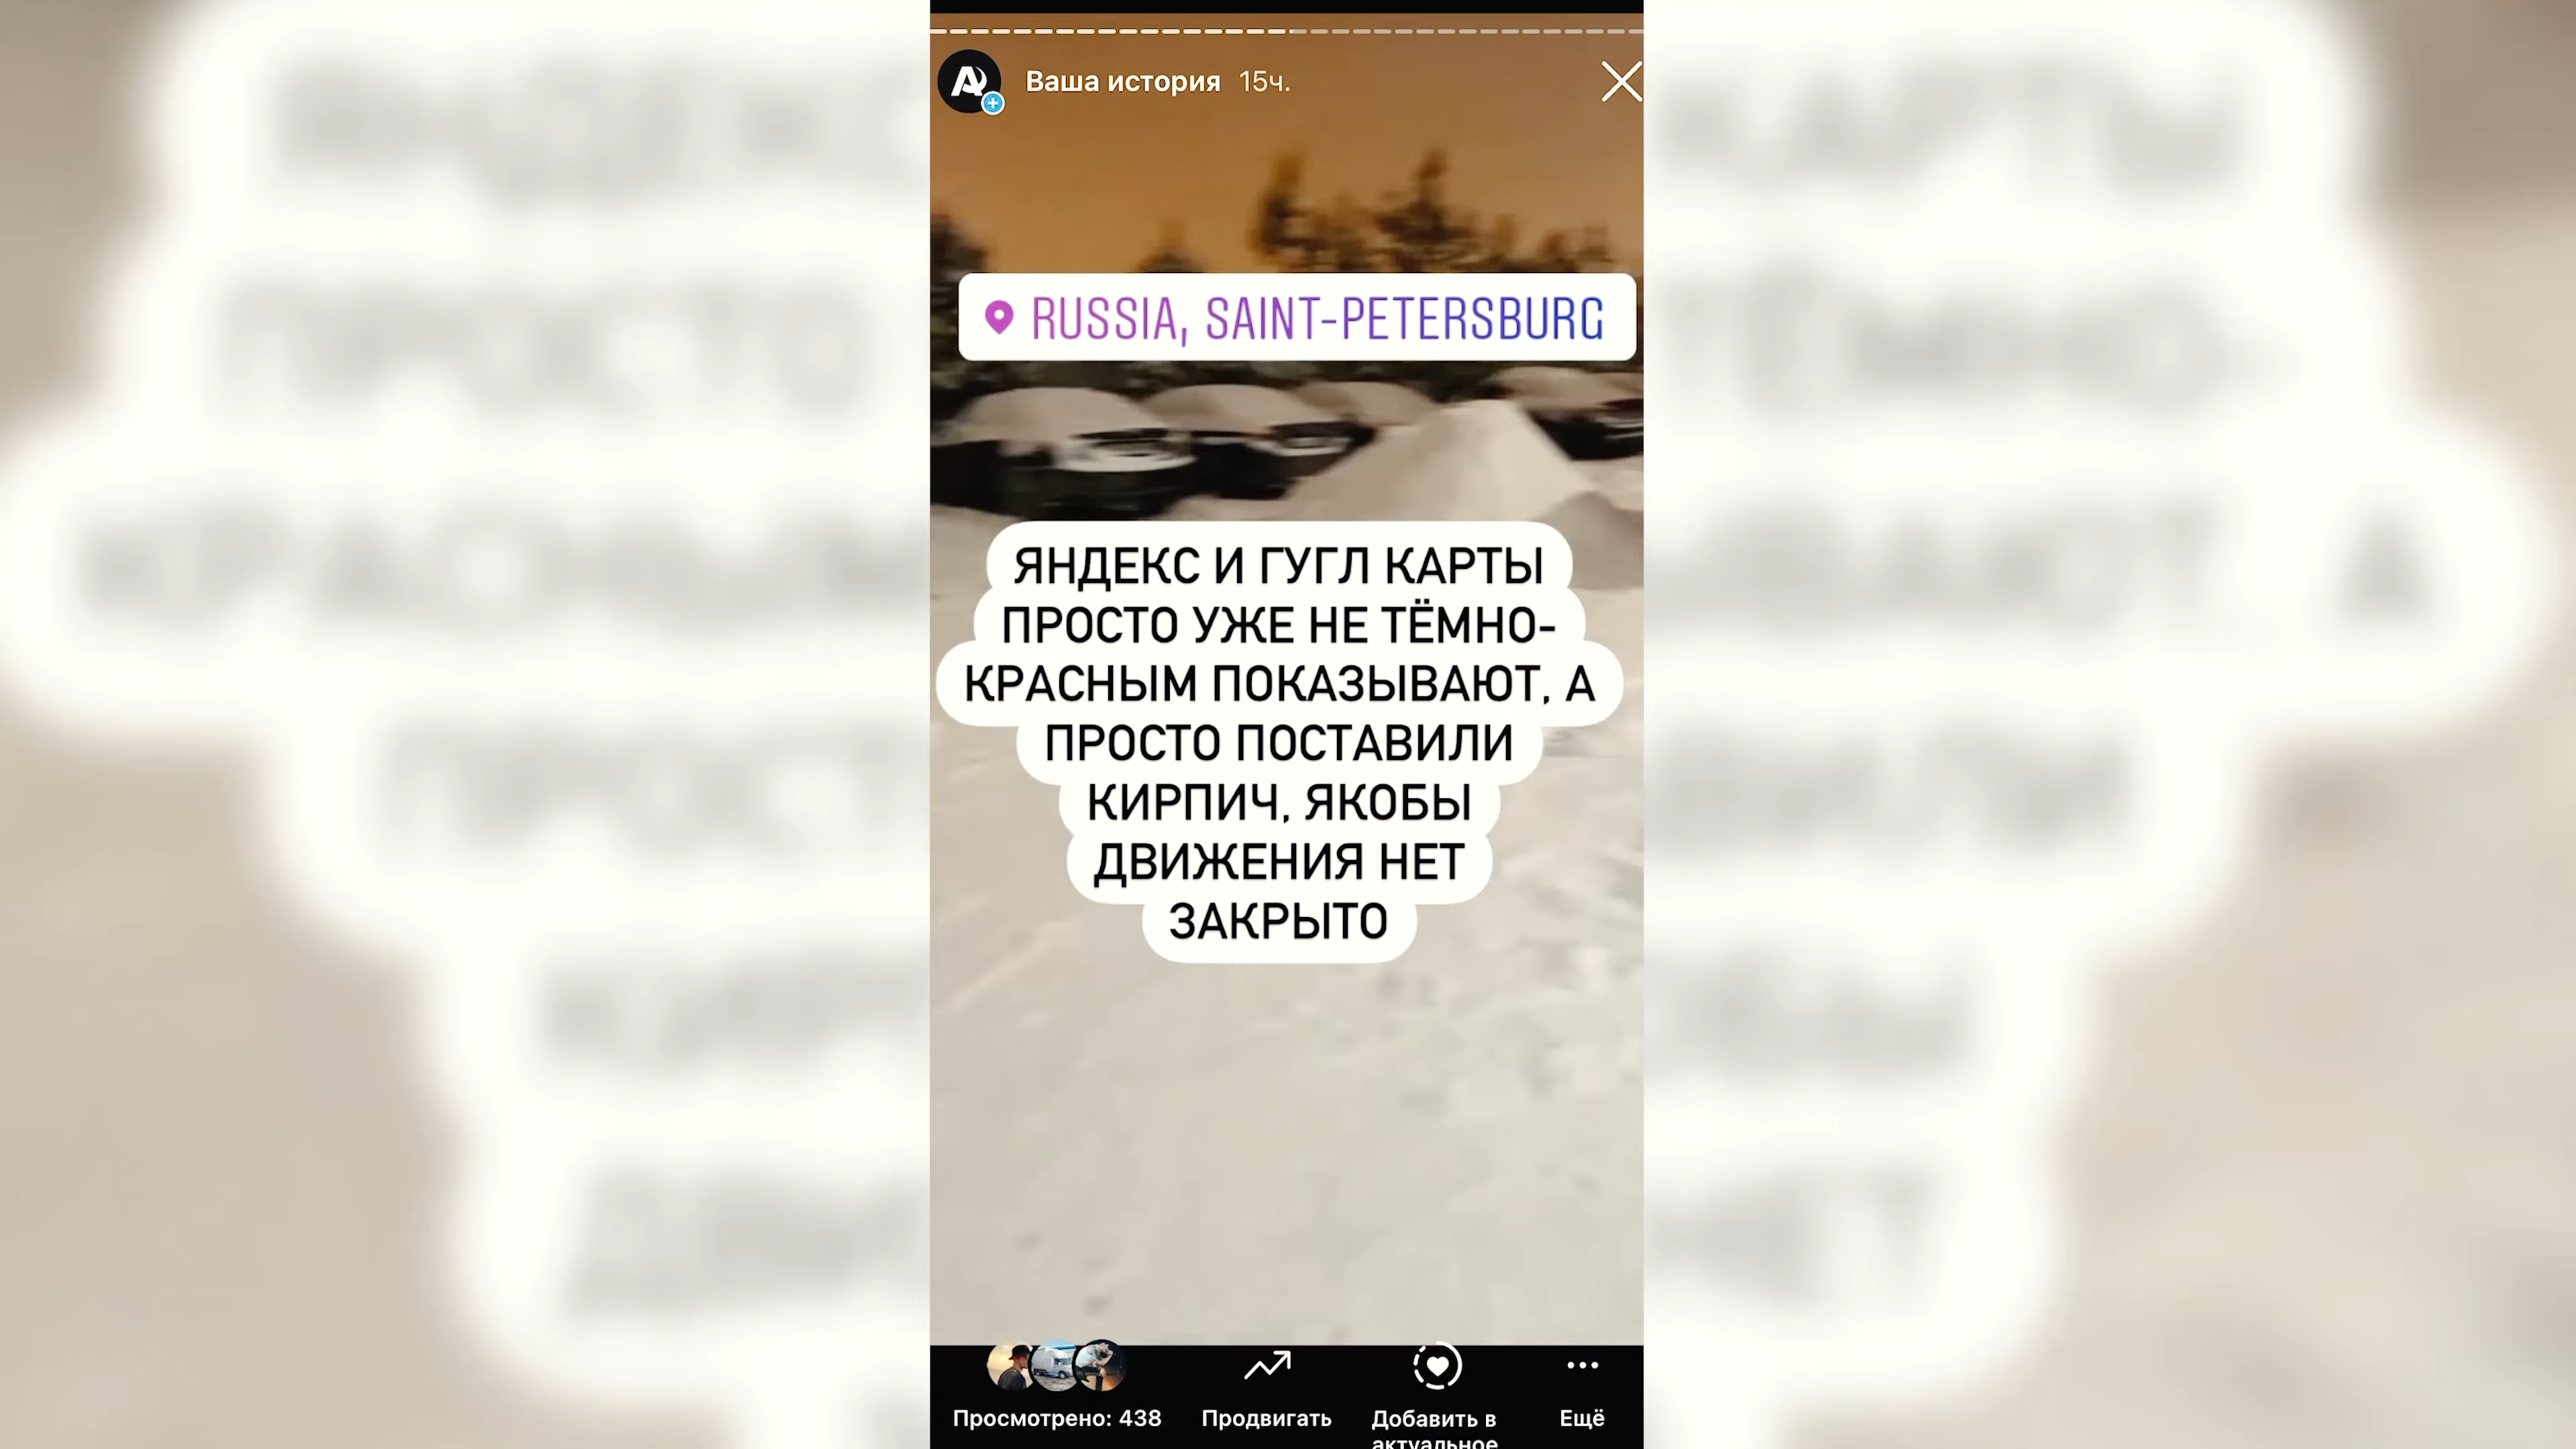 Ваша история 15ч.
RUSSIA, SAINT-PETERSBURG
ЯНДЕКС И ГУГЛ КАРТЫ
ПРОСТО УЖЕ НЕ ТЁМНО-
КРАСНЫМ ПОКАЗЫВАЮТ, А
ПРОСТО ПОСТАВИЛИ
КИРПИЧ, ЯКОБЫ
ДВИЖЕНИЯ НЕТ
ЗАКРЫТО
Просмотрено: 438
Продвигать
Добавить в
актуальное
Ещё